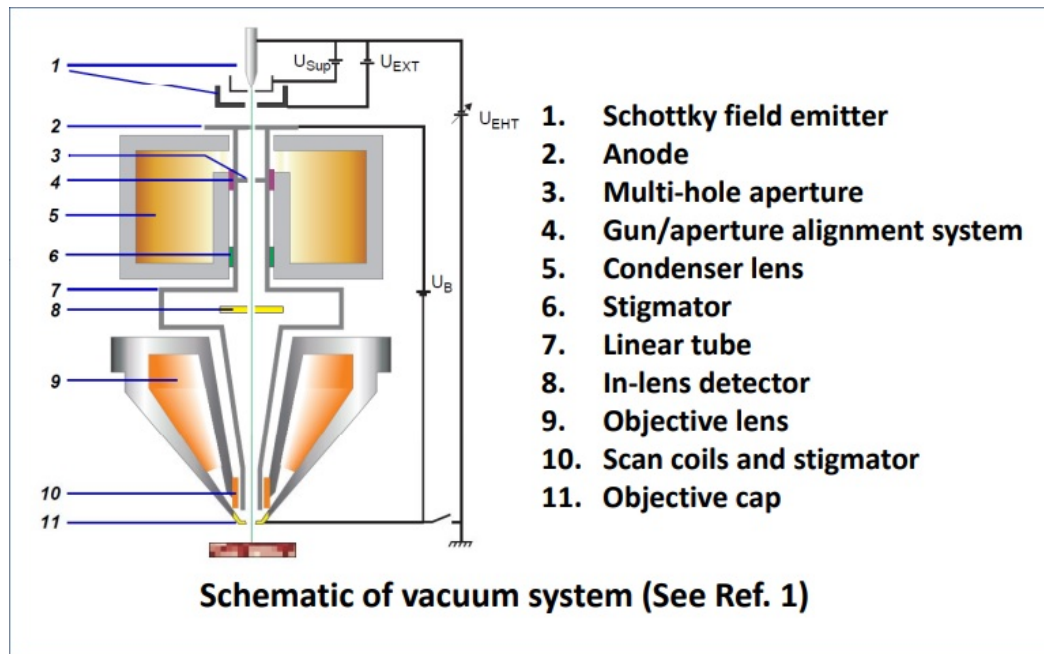 1
U_Sup
U_EXT
2
U_EHT
3
4
5
6
7
U_B
8
9
10
11
1. Schottky field emitter
2. Anode
3. Multi-hole aperture
4. Gun/aperture alignment system
5. Condenser lens
6. Stigmator
7. Linear tube
8. In-lens detector
9. Objective lens
10. Scan coils and stigmator
11. Objective cap
Schematic of vacuum system (See Ref. 1)